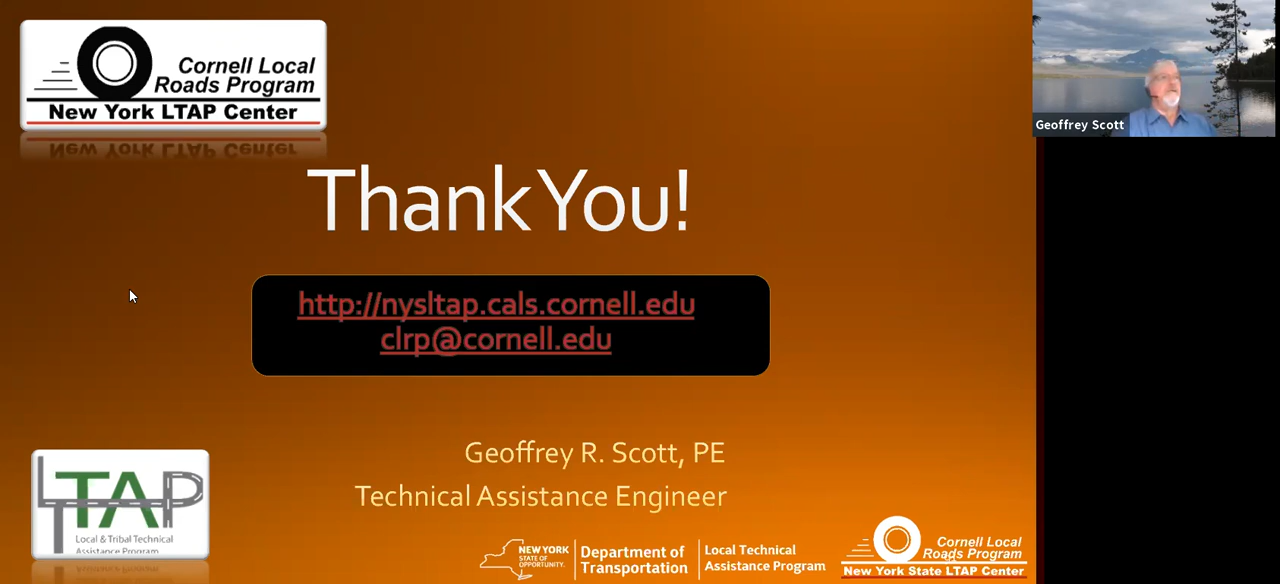 Cornell Local
Roads Program
New York LTAP Center
Geoffrey Scott
Thank You!
http://nysltap.cals.cornell.edu
clrp@cornell.edu
Geoffrey R. Scott, PE
Technical Assistance Engineer
LTAP
Local & Tribal Technical
Assistance Program
NEW YORK
STATE OF
OPPORTUNITY.
Department of
Transportation
Local Technical
Assistance Program
Cornell Local
Roads Program
New York State LTAP Center